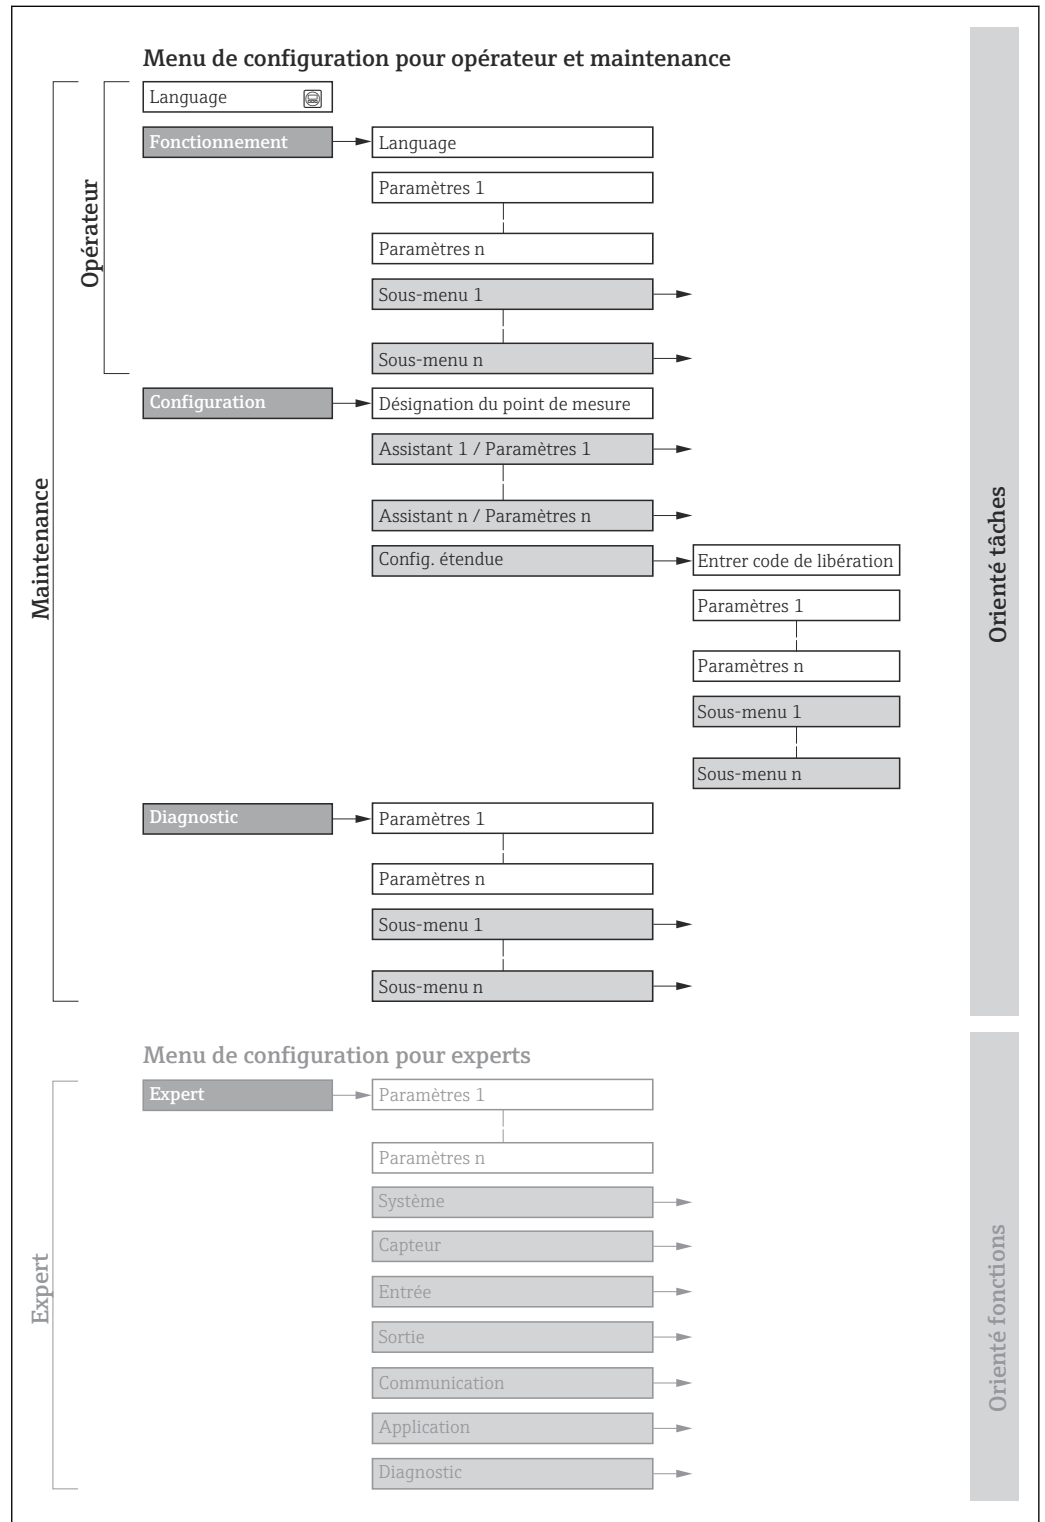 Menu de configuration pour opérateur et maintenance
Language
Fonctionnement
Language
Paramètres 1
Paramètres n
Sous-menu 1
Sous-menu n
Opérateur
Configuration
Désignation du point de mesure
Assistant 1 / Paramètres 1
Assistant n / Paramètres n
Config. étendue
Entrer code de libération
Paramètres 1
Paramètres n
Sous-menu 1
Sous-menu n
Maintenance
Orienté tâches
Diagnostic
Paramètres 1
Paramètres n
Sous-menu 1
Sous-menu n
Menu de configuration pour experts
Expert
Paramètres 1
Paramètres n
Système
Capteur
Entrée
Sortie
Communication
Application
Diagnostic
Expert
Orienté fonctions